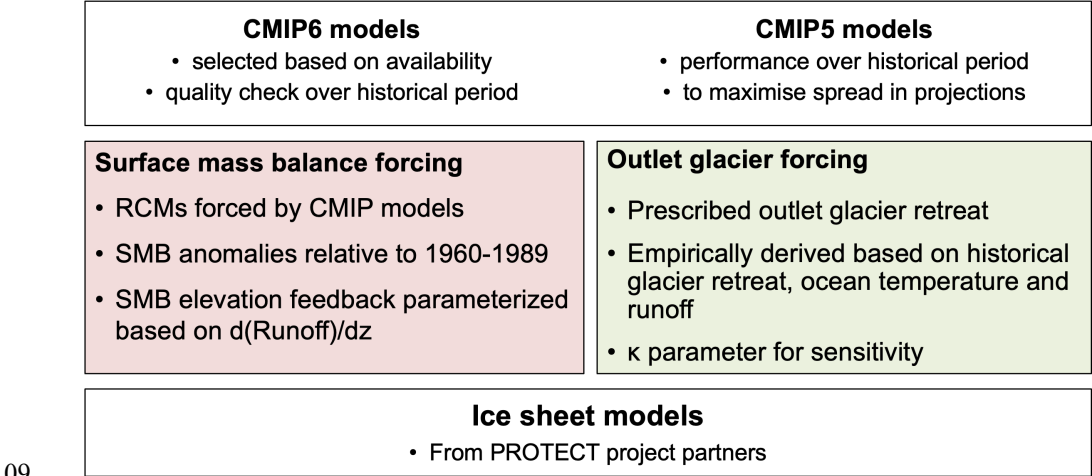 CMIP6 models
• selected based on availability
• quality check over historical period
CMIP5 models
• performance over historical period
• to maximise spread in projections
Surface mass balance forcing
• RCMs forced by CMIP models
• SMB anomalies relative to 1960-1989
• SMB elevation feedback parameterized
based on d(Runoff)/dz
Outlet glacier forcing
• Prescribed outlet glacier retreat
• Empirically derived based on historical
glacier retreat, ocean temperature and
runoff
• κ parameter for sensitivity
Ice sheet models
• From PROTECT project partners
09